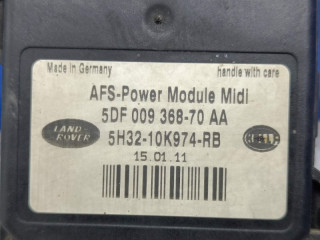 Made in Germany handle with care
AFS-Power Module Midi
5DF 009 368-70 AA
LAND ROVER
5H32-10K974-RB
HELLA
15.01.11